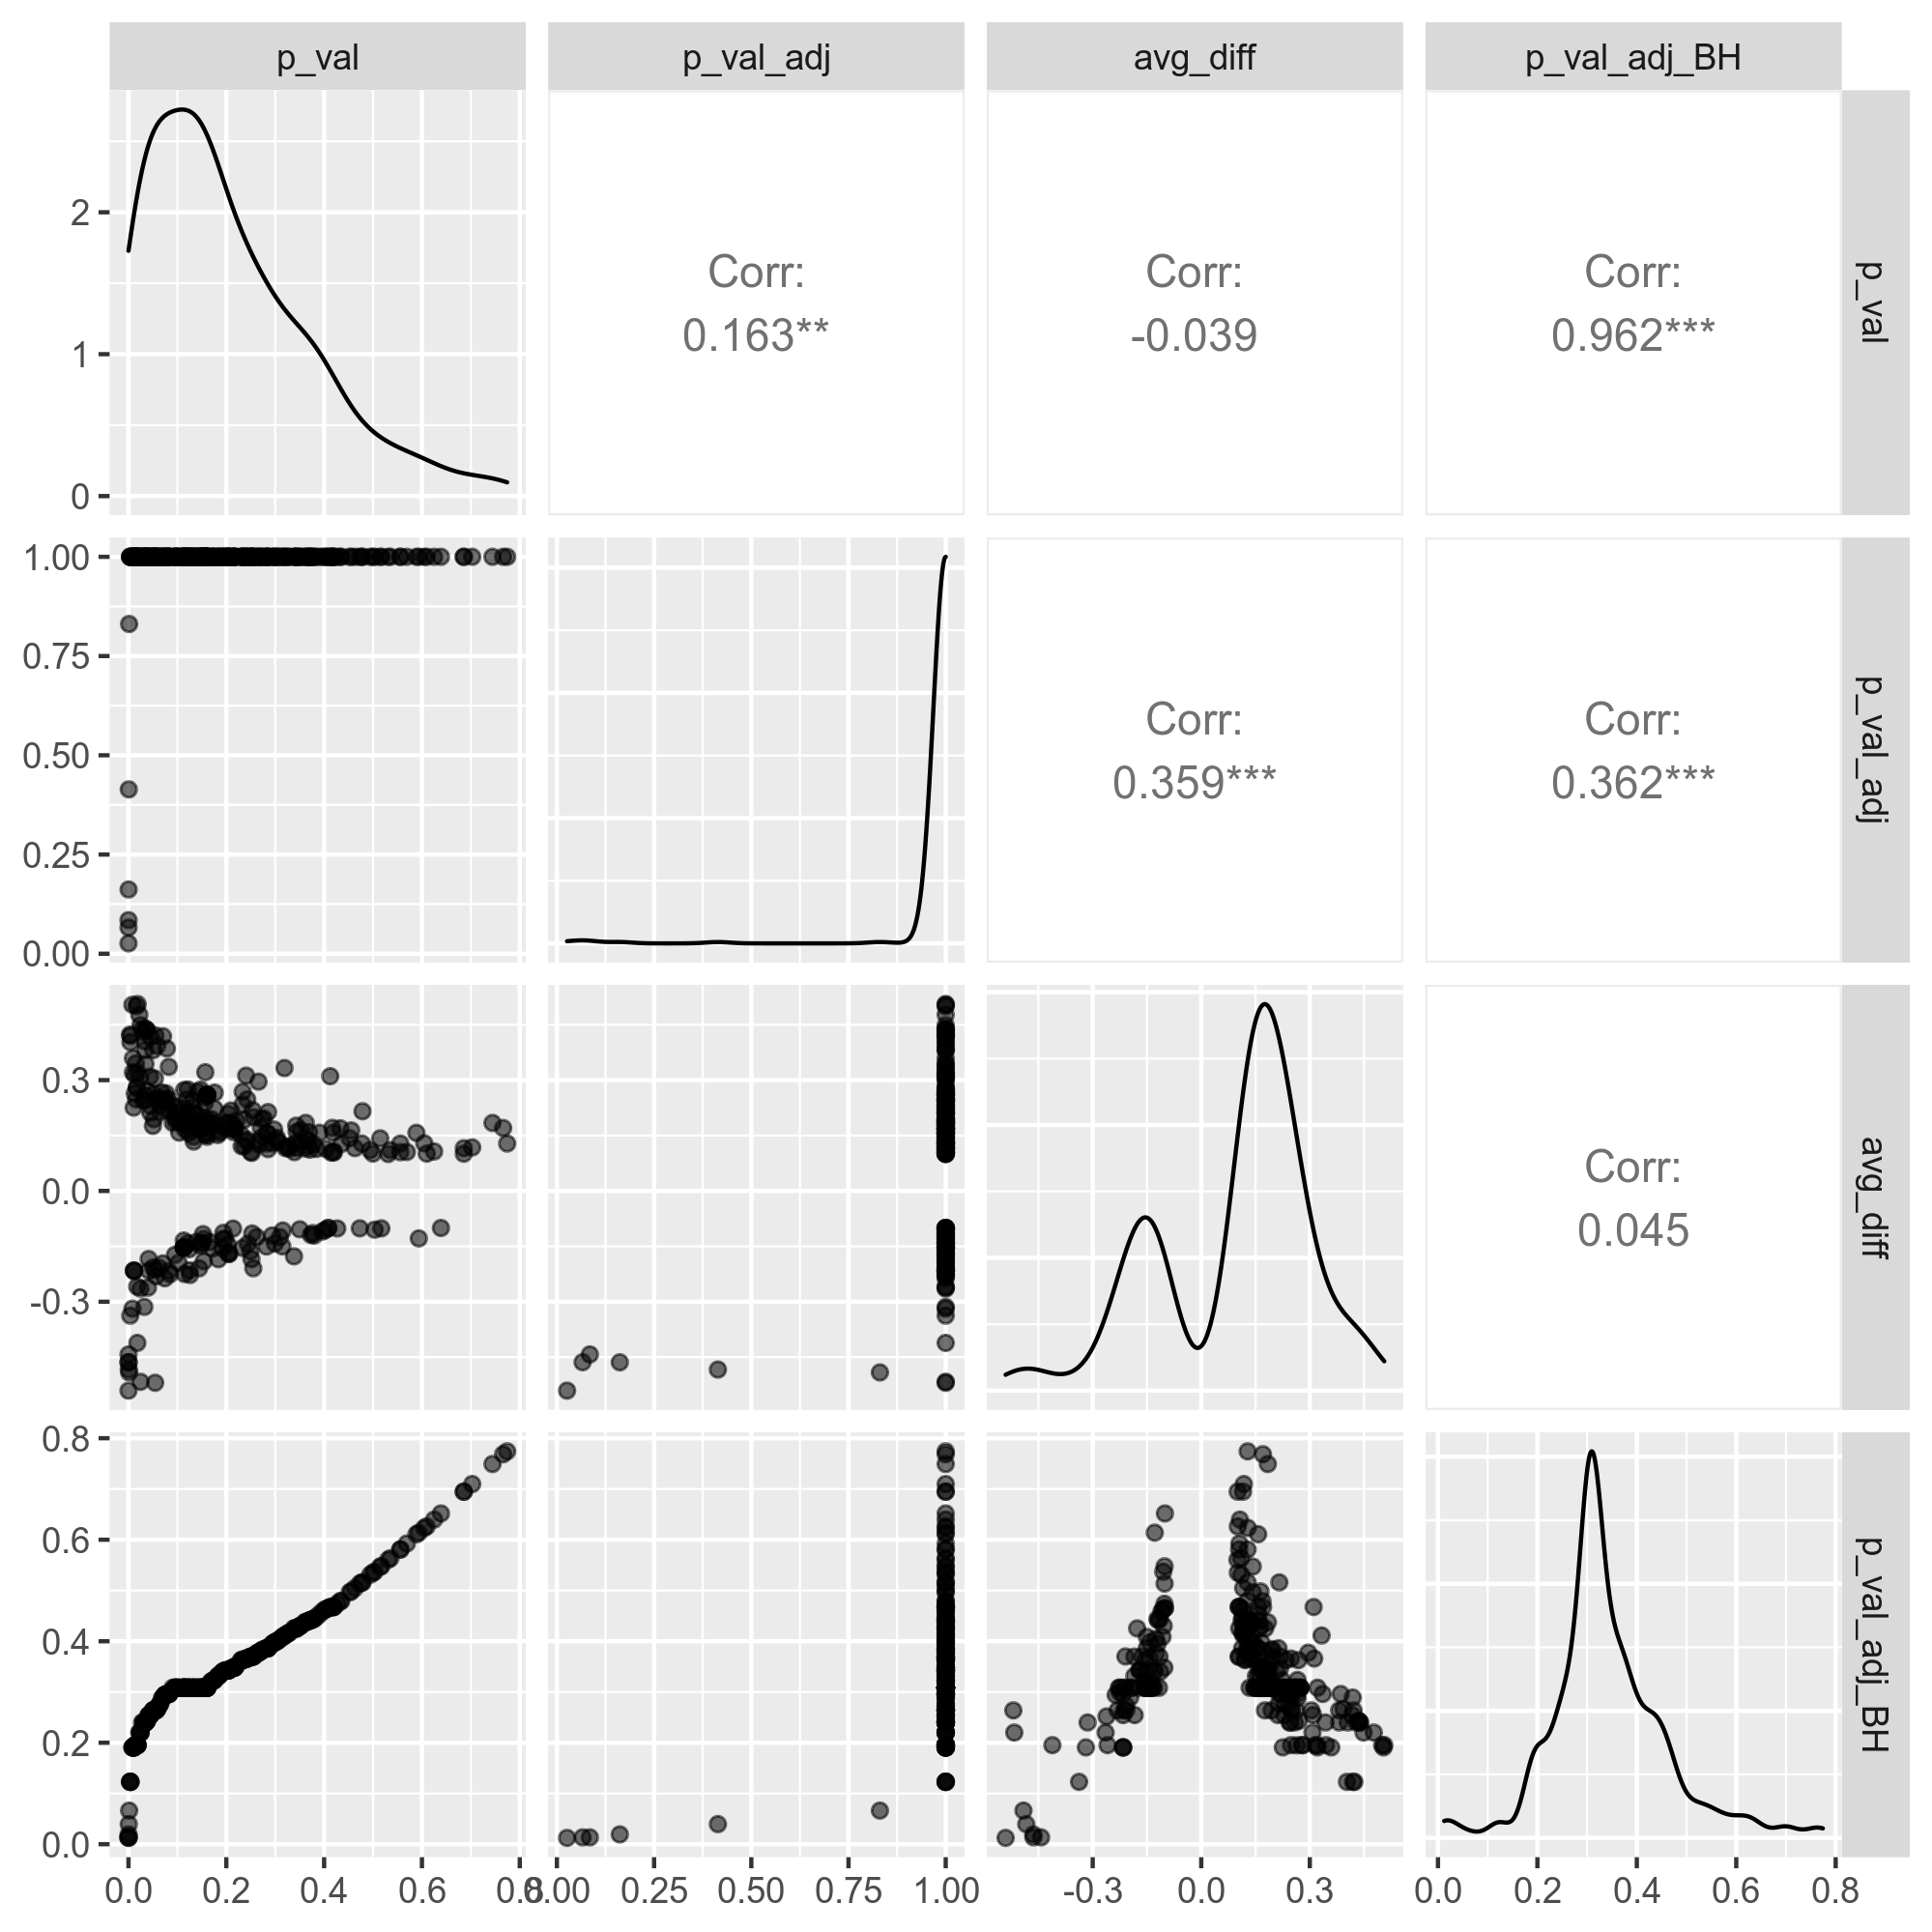 p_val p_val_adj avg_diff p_val_adj_BH
2
1
0
Corr:
0.163**
Corr:
-0.039
Corr:
0.962***
p_val
1.00
0.75
0.50
0.25
0.00
Corr:
0.359***
Corr:
0.362***
p_val_adj
0.3
0.0
-0.3
Corr:
0.045
avg_diff
0.8
0.6
0.4
0.2
0.0
p_val_adj_BH
0.0 0.2 0.4 0.6 0.8 0.00 0.25 0.50 0.75 1.00 -0.3 0.0 0.3 0.0 0.2 0.4 0.6 0.8